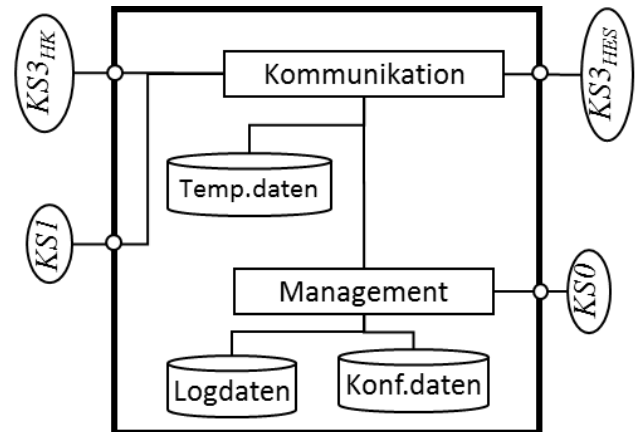 KS3HK
Kommunikation
KS3HES
Temp.daten
KS1
Management
KS0
Logdaten
Konf.daten